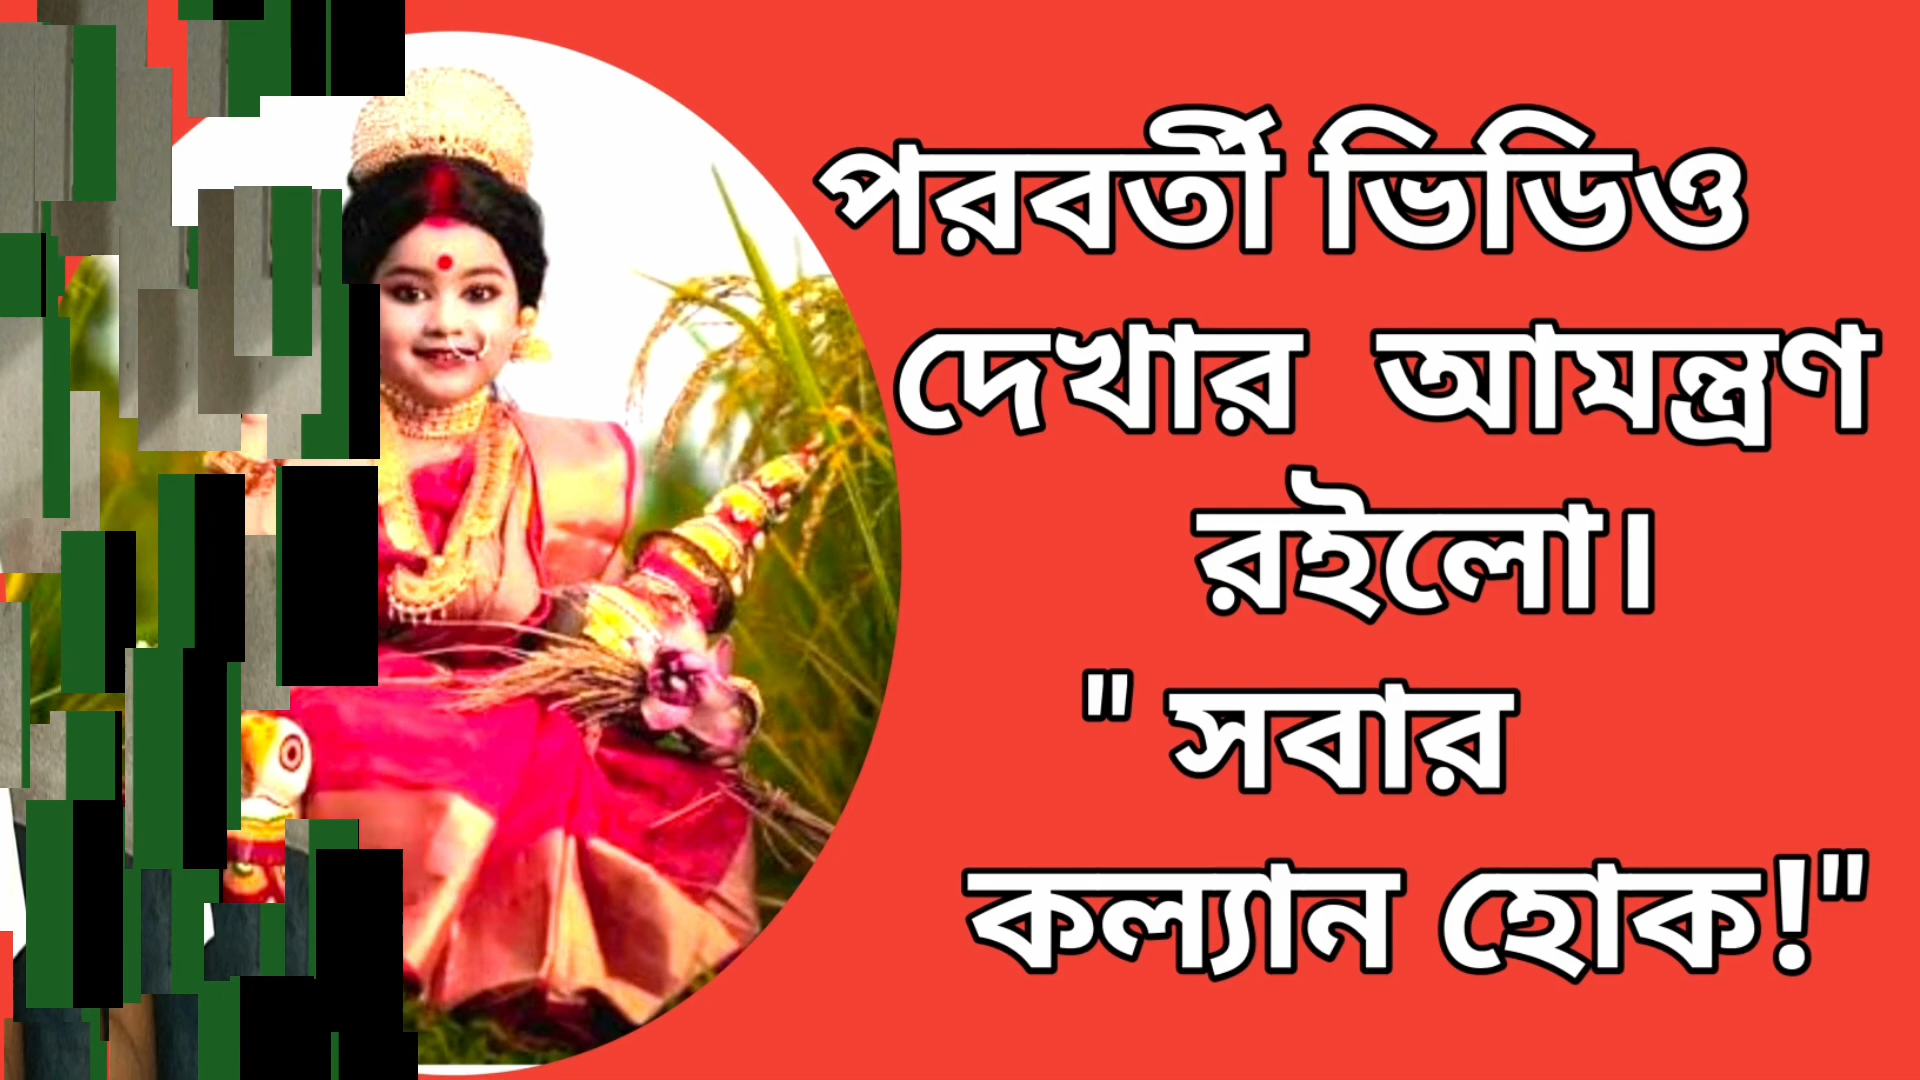 পরবর্তী ভিডিও
দেখার আমন্ত্রণ
রইলো।
" সবার
কল্যান হোক!"